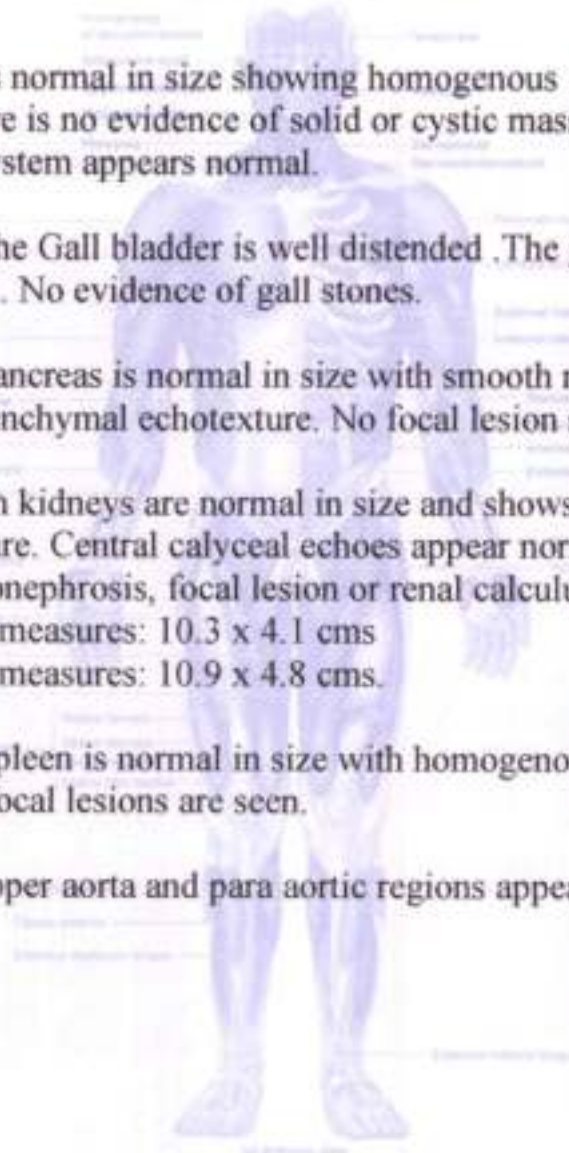 normal in size showing homogenous
e is no evidence of solid or cystic mas
stem appears normal.
he Gall bladder is well distended .The
. No evidence of gall stones.
ancreas is normal in size with smooth
nchymal echotexture. No focal lesion
kidneys are normal in size and shows
re. Central calyceal echoes appear nor
onephrosis, focal lesion or renal calculu
measures: 10.3 x 4.1 cms
measures: 10.9 x 4.8 cms.
pleen is normal in size with homogeno
ocal lesions are seen.
pper aorta and para aortic regions appea